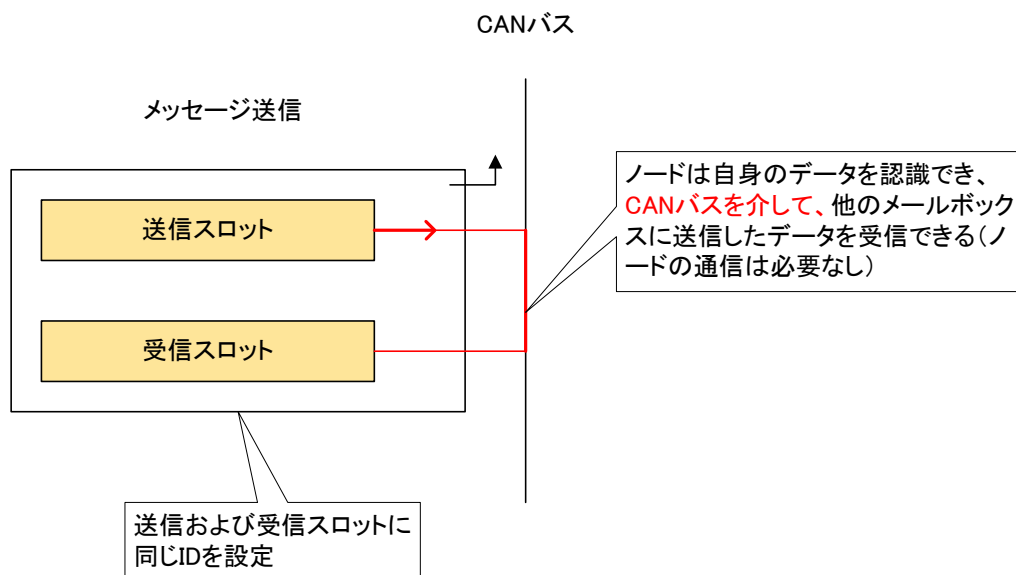 CANバス
メッセージ送信
送信スロット
受信スロット
ノードは自身のデータを認識でき、
CANバスを介して、他のメールボック
スに送信したデータを受信できる(ノ
ードの通信は必要なし)
送信および受信スロットに
同じIDを設定